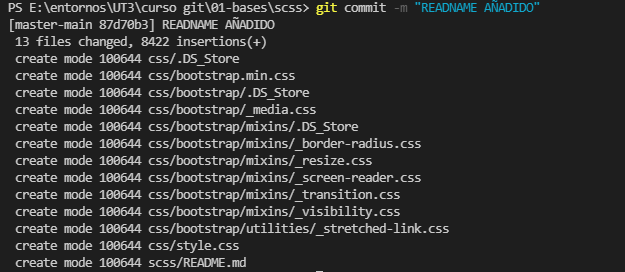 PS E:\entornos\UT3\curso git\01-bases\scss> git commit -m "READNAME AÑADIDO"
[master-main 87d70b3] READNAME AÑADIDO
 13 files changed, 8422 insertions(+)
 create mode 100644 css/.DS_Store
 create mode 100644 css/bootstrap.min.css
 create mode 100644 css/bootstrap/.DS_Store
 create mode 100644 css/bootstrap/_media.css
 create mode 100644 css/bootstrap/mixins/.DS_Store
 create mode 100644 css/bootstrap/mixins/_border-radius.css
 create mode 100644 css/bootstrap/mixins/_resize.css
 create mode 100644 css/bootstrap/mixins/_screen-reader.css
 create mode 100644 css/bootstrap/mixins/_transition.css
 create mode 100644 css/bootstrap/mixins/_visibility.css
 create mode 100644 css/bootstrap/utilities/_stretched-link.css
 create mode 100644 css/style.css
 create mode 100644 scss/README.md